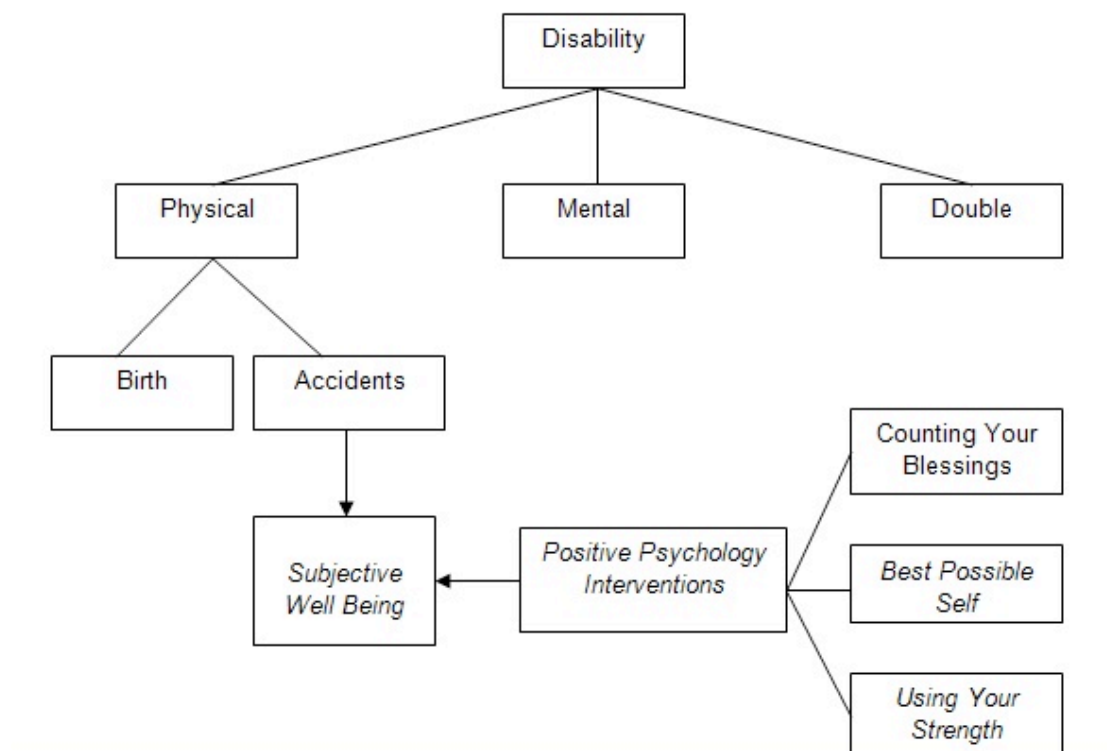 Disability
Physical
Mental
Double
Birth
Accidents
Counting Your
Blessings
Subjective
Well Being
Positive Psychology
Interventions
Best Possible
Self
Using Your
Strength